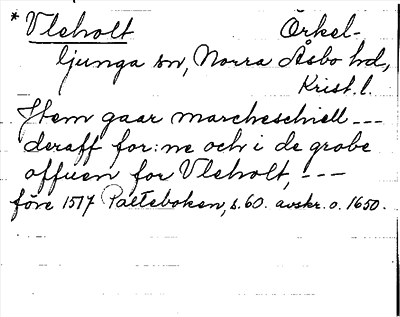 * Vleholt Örkel-
ljunga sn, Norra Åsbo hd,
Krist. l.
Jtem gaar marcheschiell ---
deraff for: ne och i de grobe
offuen for Vleholt, ---
före 1517 Palteboken, s. 60. avskr. o. 1650.